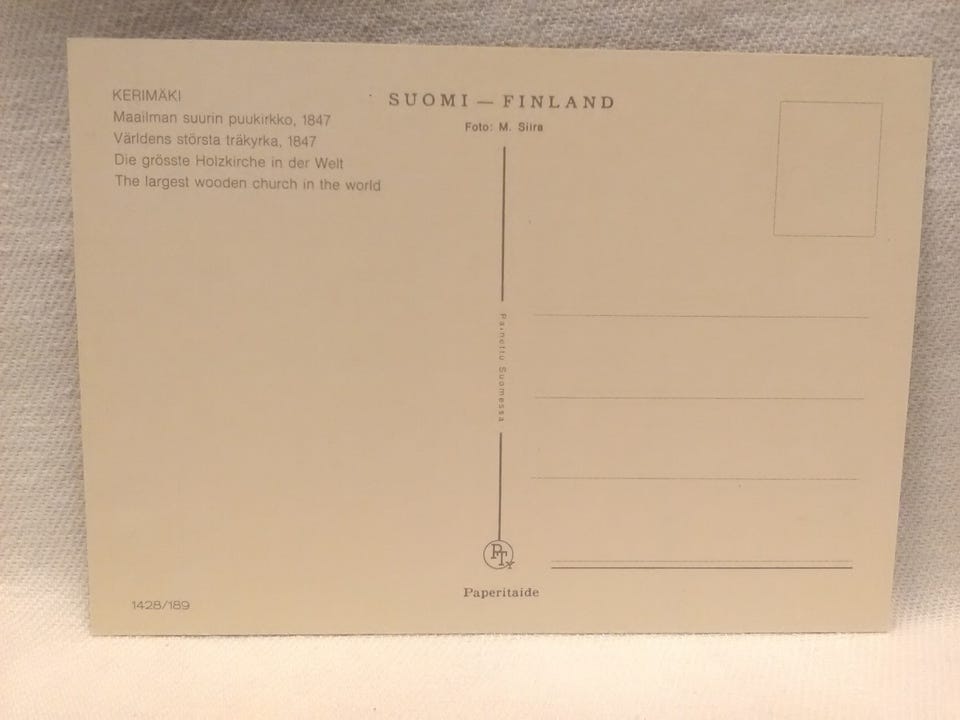 KERIMÄKI
Maailman suurin puukirkko, 1847
Världens största träkyrka, 1847
Die grösste Holzkirche in der Welt
The largest wooden church in the world
SUOMI — FINLAND
Foto: M. Siira
Painettu Suomessa
PTy
Paperitaide
1428/189